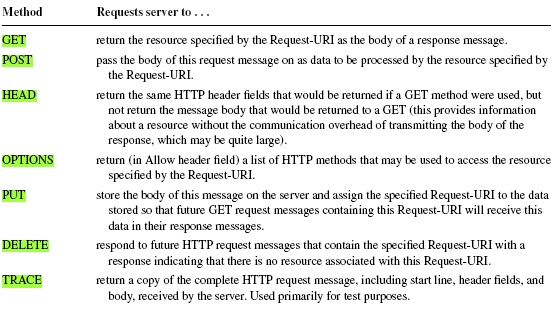 Method Requests server to . . .
GET return the resource specified by the Request-URI as the body of a response message.
POST pass the body of this request message on as data to be processed by the resource specified by
the Request-URI.
HEAD return the same HTTP header fields that would be returned if a GET method were used, but
not return the message body that would be returned to a GET (this provides information
about a resource without the communication overhead of transmitting the body of the
response, which may be quite large).
OPTIONS return (in Allow header field) a list of HTTP methods that may be used to access the resource
specified by the Request-URI.
PUT store the body of this message on the server and assign the specified Request-URI to the data
stored so that future GET request messages containing this Request-URI will receive this
data in their response messages.
DELETE respond to future HTTP request messages that contain the specified Request-URI with a
response indicating that there is no resource associated with this Request-URI.
TRACE return a copy of the complete HTTP request message, including start line, header fields, and
body, received by the server. Used primarily for test purposes.